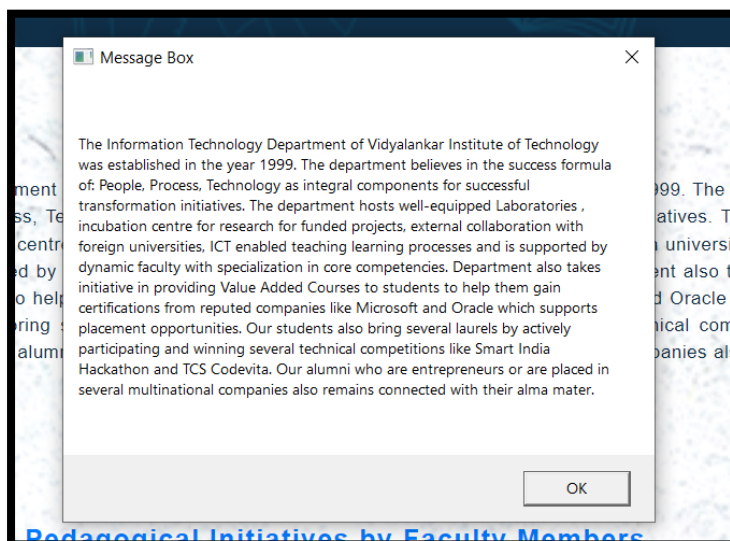 Message Box
The Information Technology Department of Vidyalankar Institute of Technology
was established in the year 1999. The department believes in the success formula
of: People, Process, Technology as integral components for successful
transformation initiatives. The department hosts well-equipped Laboratories ,
incubation centre for research for funded projects, external collaboration with
foreign universities, ICT enabled teaching learning processes and is supported by
dynamic faculty with specialization in core competencies. Department also takes
initiative in providing Value Added Courses to students to help them gain
certifications from reputed companies like Microsoft and Oracle which supports
placement opportunities. Our students also bring several laurels by actively
participating and winning several technical competitions like Smart India
Hackathon and TCS Codevita. Our alumni who are entrepreneurs or are placed in
several multinational companies also remains connected with their alma mater.
OK
Pedagogical Initiatives by Faculty Members